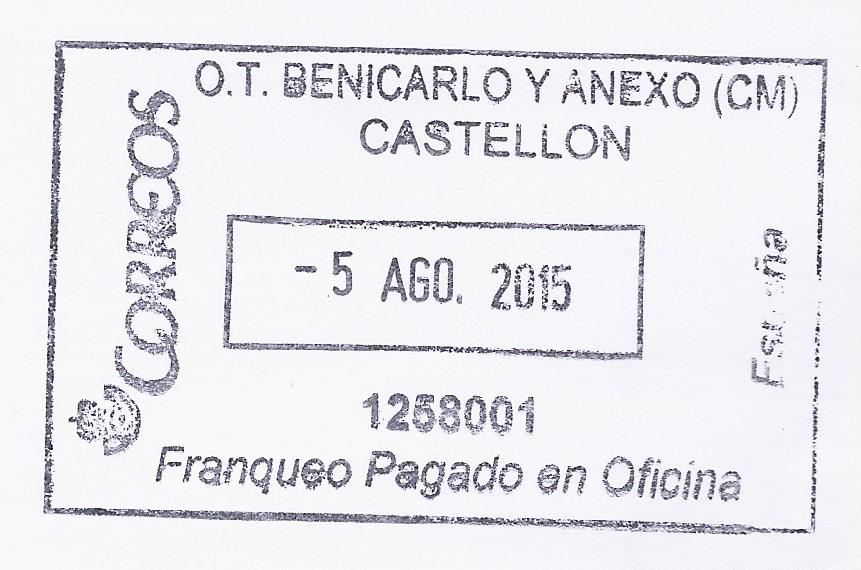 O.T. BENICARLO Y ANEXO (CM)
CASTELLON
CORREOS
- 5 AGO. 2015
1258001
Franqueo Pagado en Oficina